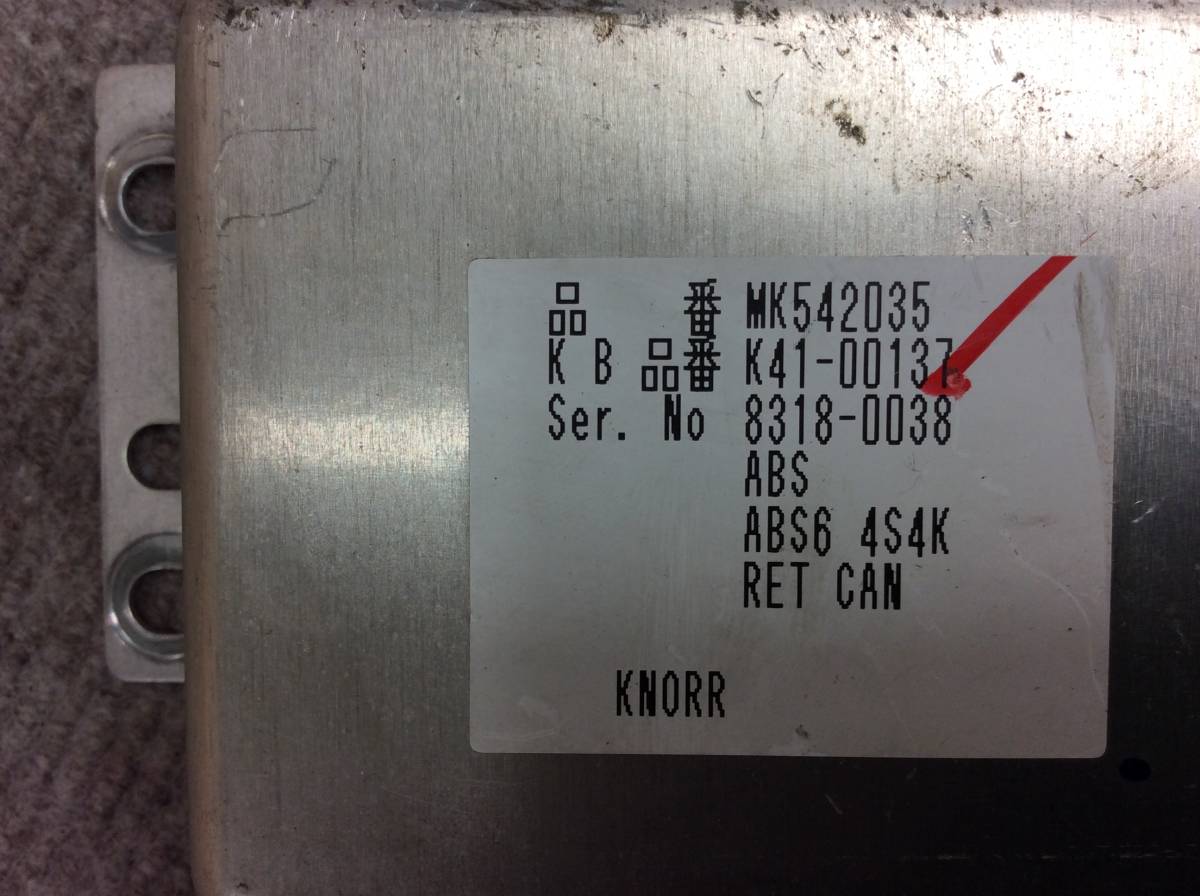 品　　番 MK542035
K B 品番 K41-00137
Ser. No 8318-0038
ABS
ABS6 4S4K
RET CAN
KNORR